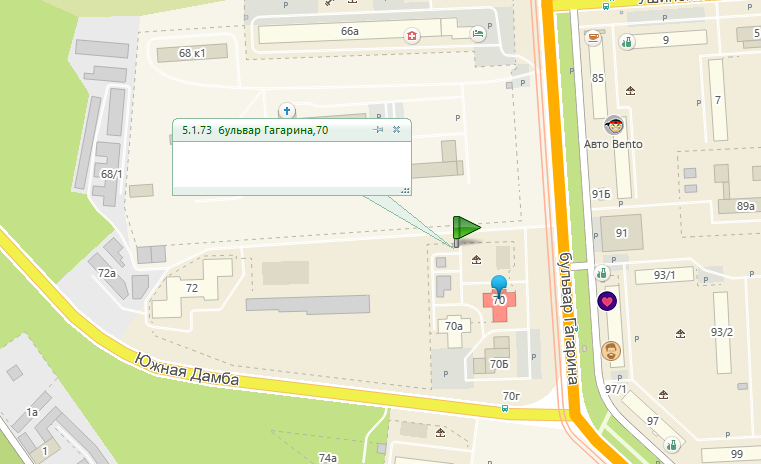 Ушинс
66а
68 к1
9
5
85
7
5.1.73 бульвар Гагарина,70
Авто Bento
68/1
91Б
89а
91
72а
72
93/1
70
бульвар Гагарина
70а
93/2
70Б
Южная Дамба
97/1
70г
1а
97
1
74а
99
P
P
P
P
P
P
P
P
P
P
P
P